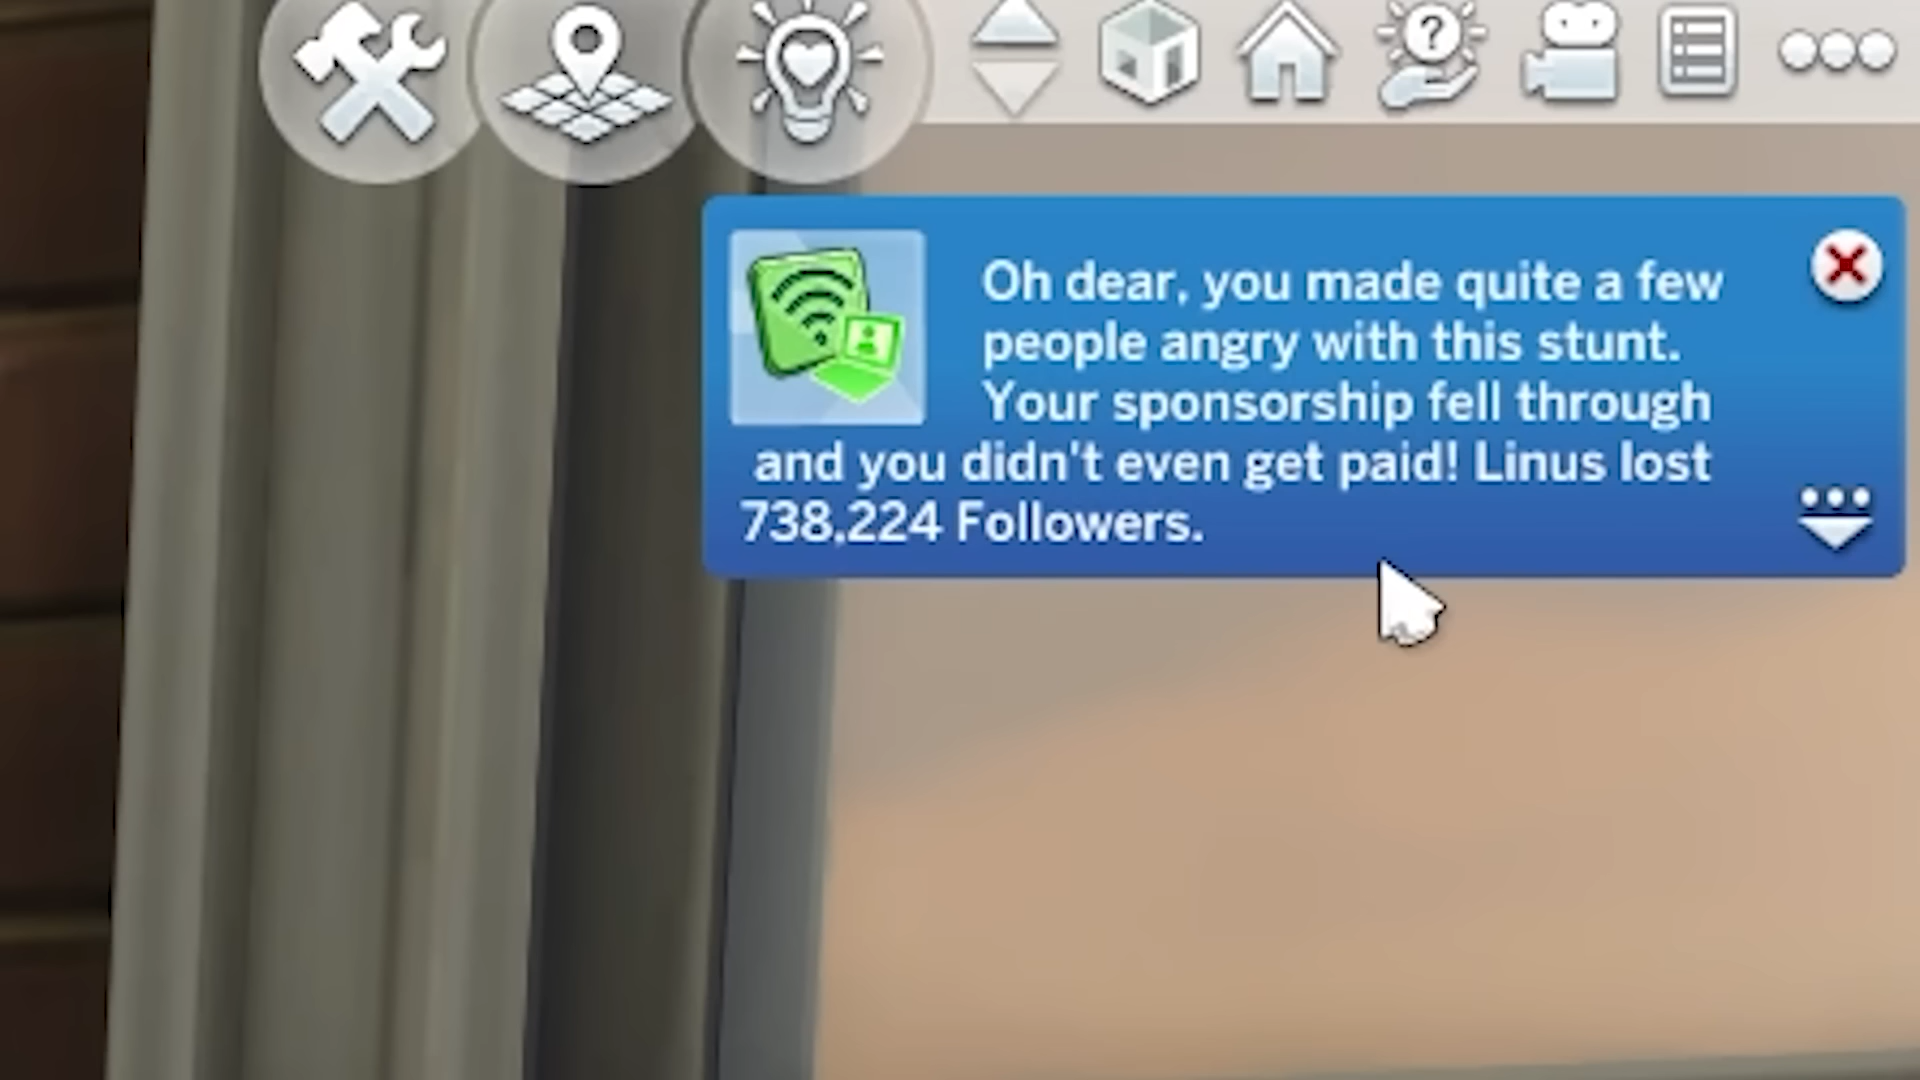 Oh dear, you made quite a few
people angry with this stunt.
Your sponsorship fell through
and you didn't even get paid! Linus lost
738,224 Followers.